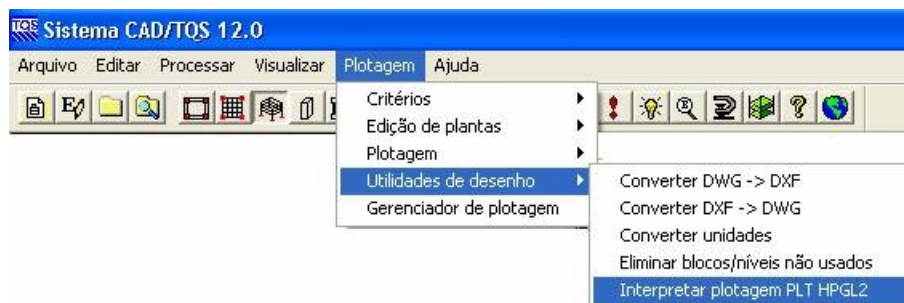 TQS Sistema CAD/TQS 12.0
Arquivo Editar Processar Visualizar Plotagem Ajuda
Critérios
Edição de plantas
Plotagem
Utilidades de desenho
Gerenciador de plotagem
Converter DWG -> DXF
Converter DXF -> DWG
Converter unidades
Eliminar blocos/níveis não usados
Interpretar plotagem PLT HPGL2